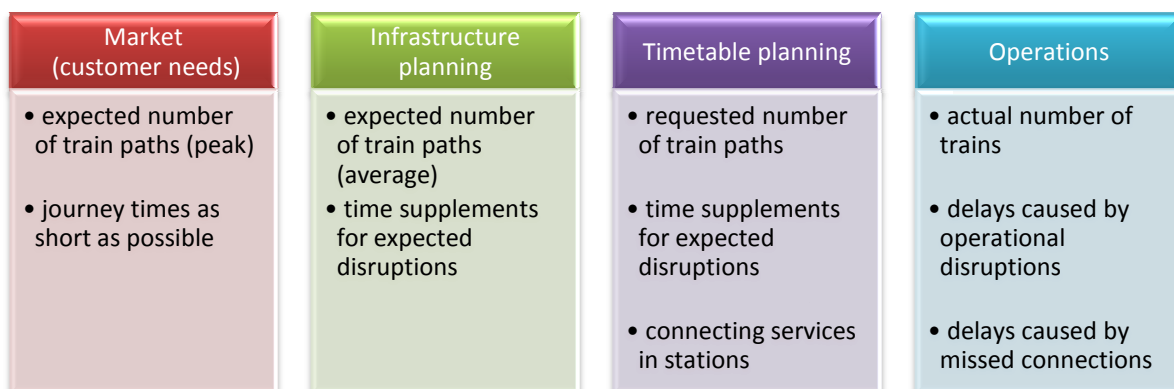 Market
(customer needs)
• expected number
of train paths (peak)
• journey times as
short as possible
Infrastructure
planning
• expected number
of train paths
(average)
• time supplements
for expected
disruptions
Timetable planning
• requested number
of train paths
• time supplements
for expected
disruptions
• connecting services
in stations
Operations
• actual number of
trains
• delays caused by
operational
disruptions
• delays caused by
missed connections